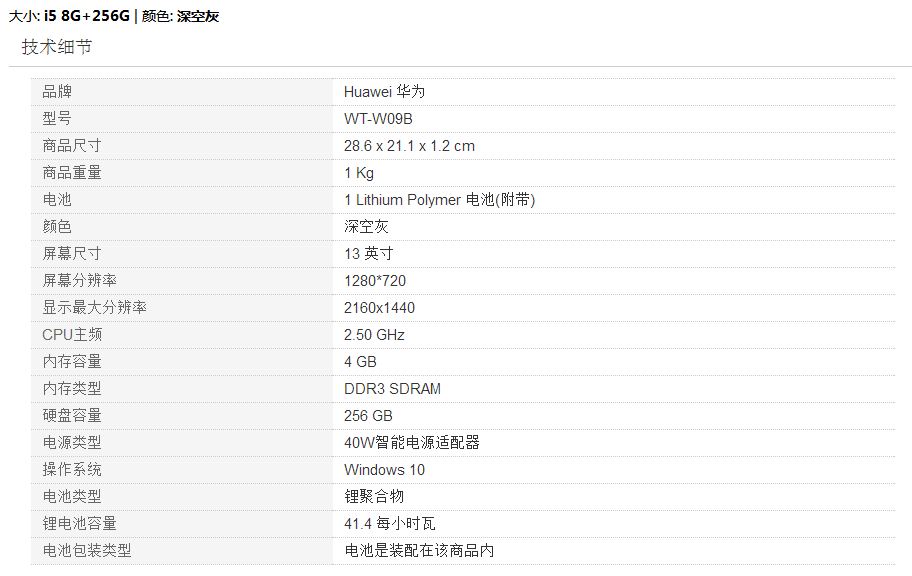 大小: i5 8G+256G | 颜色: 深空灰
技术细节
品牌 Huawei 华为
型号 WT-W09B
商品尺寸 28.6 x 21.1 x 1.2 cm
商品重量 1 Kg
电池 1 Lithium Polymer 电池(附带)
颜色 深空灰
屏幕尺寸 13 英寸
屏幕分辨率 1280*720
显示最大分辨率 2160x1440
CPU主频 2.50 GHz
内存容量 4 GB
内存类型 DDR3 SDRAM
硬盘容量 256 GB
电源类型 40W智能电源适配器
操作系统 Windows 10
电池类型 锂聚合物
锂电池容量 41.4 每小时瓦
电池包装类型 电池是装配在该商品内